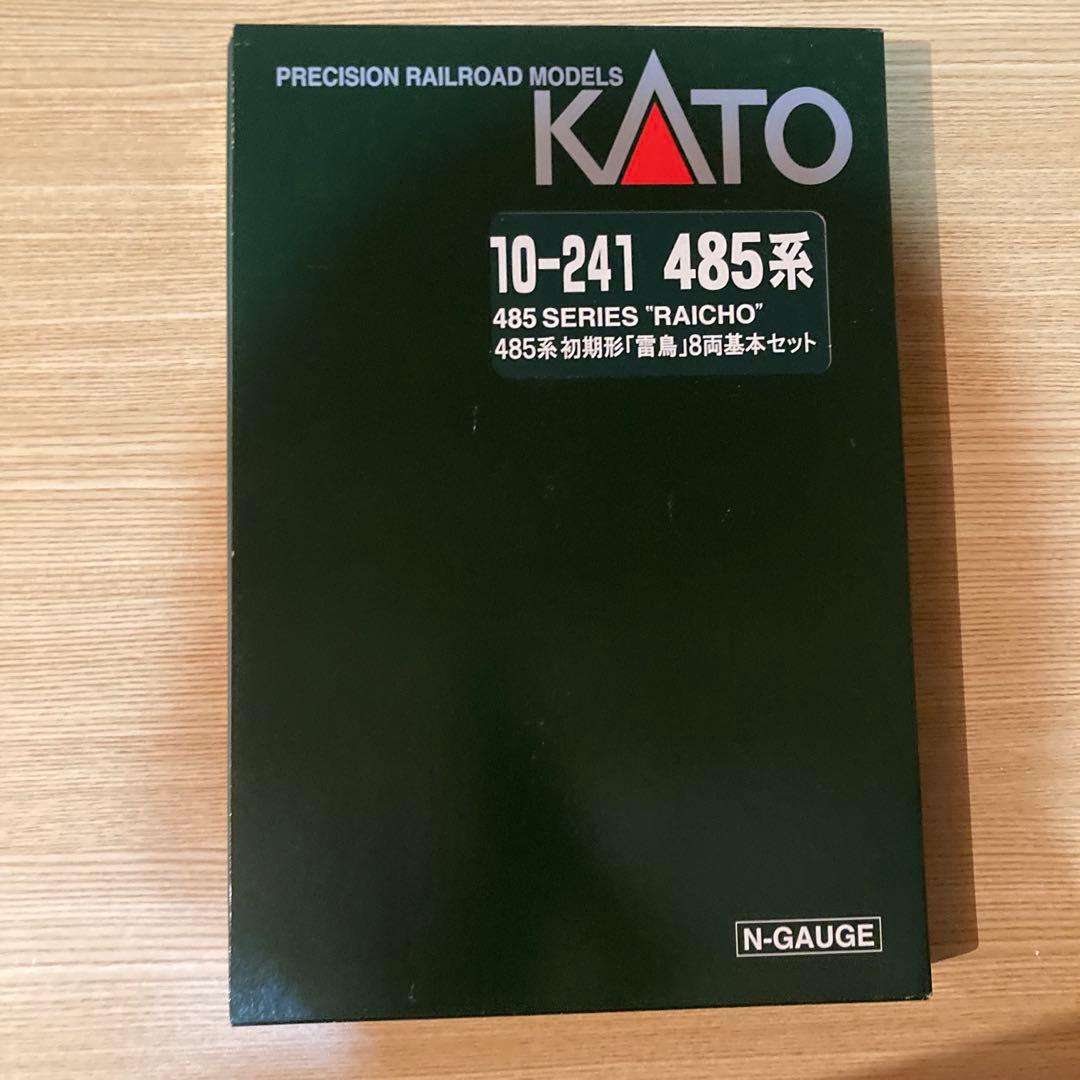 PRECISION RAILROAD MODELS
KATO
10-241 485系
485 SERIES "RAICHO"
485系初期形「雷鳥」8両基本セット
N-GAUGE